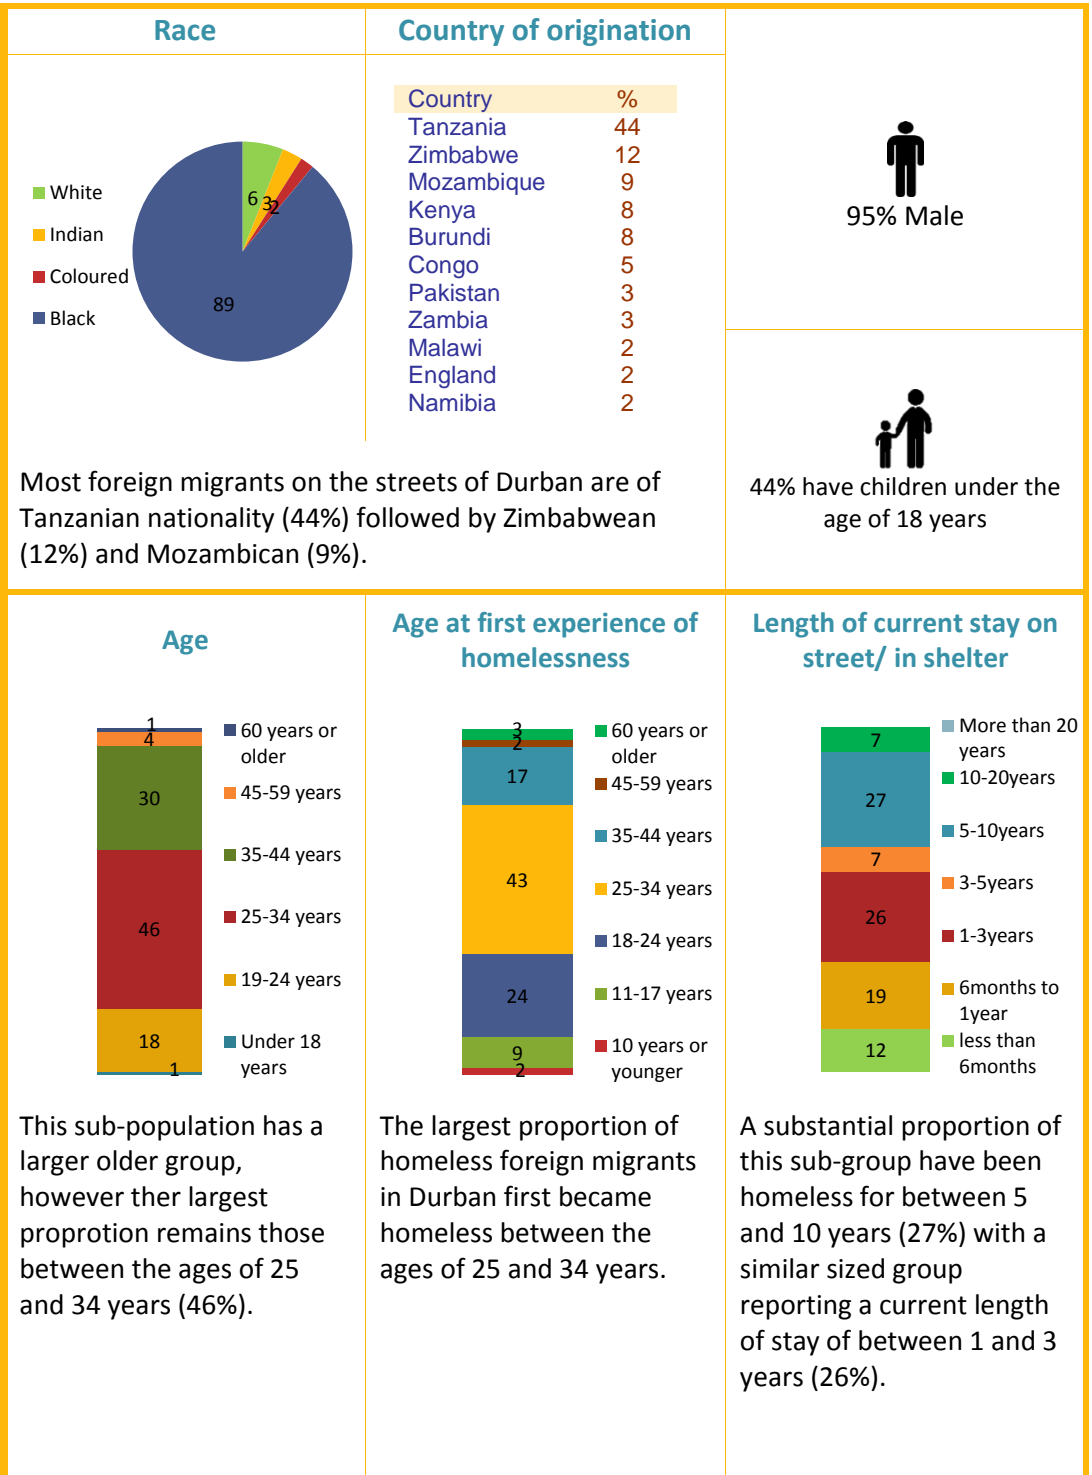 Race
White
Indian
Coloured
Black
6
3
2
89
Country of origination
Country %
Tanzania 44
Zimbabwe 12
Mozambique 9
Kenya 8
Burundi 8
Congo 5
Pakistan 3
Zambia 3
Malawi 2
England 2
Namibia 2
Most foreign migrants on the streets of Durban are of
Tanzanian nationality (44%) followed by Zimbabwean
(12%) and Mozambican (9%).
95% Male
44% have children under the
age of 18 years
Age
1
4
30
46
18
1
60 years or
older
45-59 years
35-44 years
25-34 years
19-24 years
Under 18
years
This sub-population has a
larger older group,
however ther largest
proprotion remains those
between the ages of 25
and 34 years (46%).
Age at first experience of
homelessness
3
2
17
43
24
9
2
60 years or
older
45-59 years
35-44 years
25-34 years
18-24 years
11-17 years
10 years or
younger
The largest proportion of
homeless foreign migrants
in Durban first became
homeless between the
ages of 25 and 34 years.
Length of current stay on
street/ in shelter
7
27
7
26
19
12
More than 20
years
10-20years
5-10years
3-5years
1-3years
6months to
1year
less than
6months
A substantial proportion of
this sub-group have been
homeless for between 5
and 10 years (27%) with a
similar sized group
reporting a current length
of stay of between 1 and 3
years (26%).